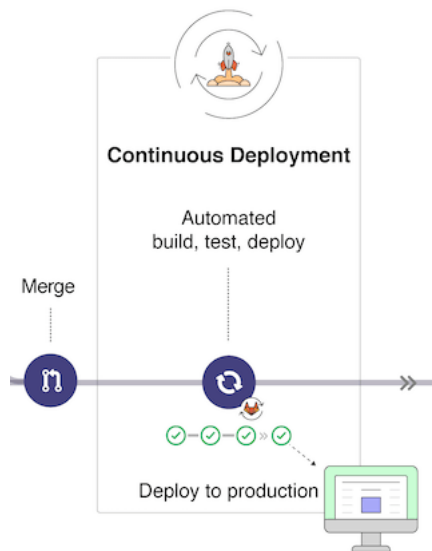 Continuous Deployment
Automated
build, test, deploy
Merge
Deploy to production